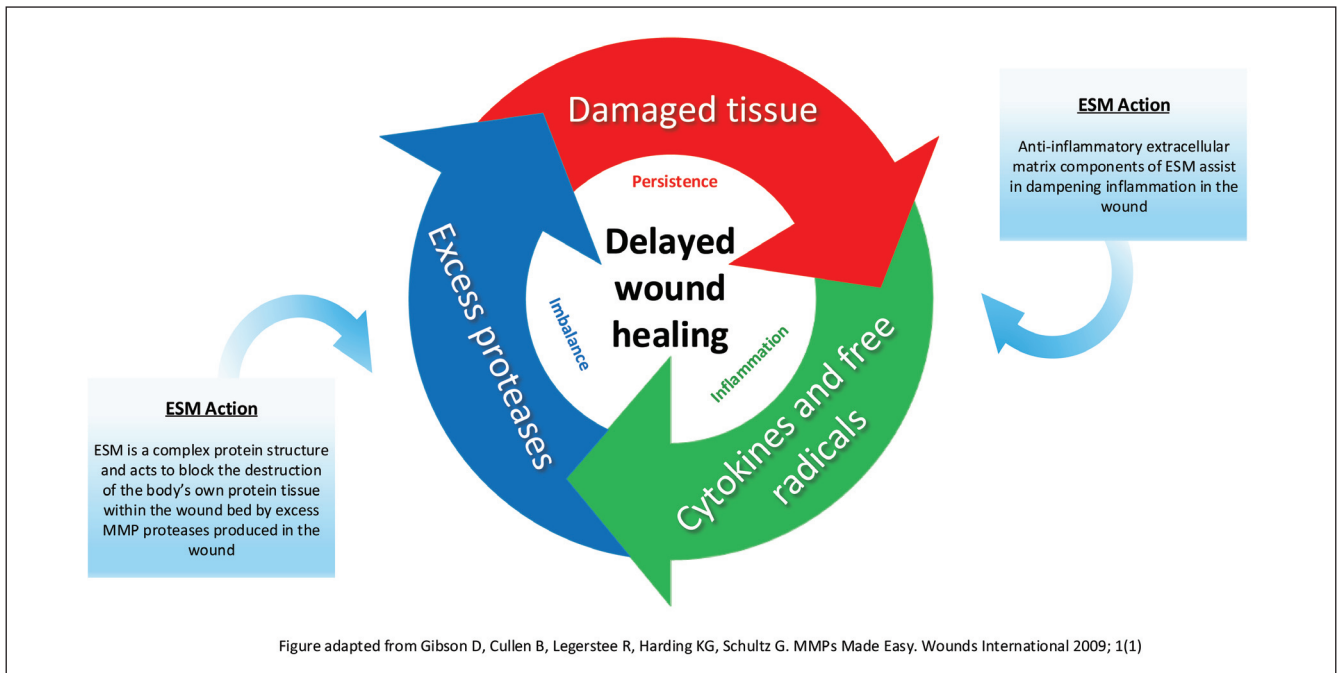 Damaged tissue
Persistence
Delayed
wound
healing
Excess proteases
Imbalance
Inflammation
Cytokines and free
radicals
ESM Action
Anti-inflammatory extracellular
matrix components of ESM assist
in dampening inflammation in the
wound
ESM Action
ESM is a complex protein structure
and acts to block the destruction
of the body’s own protein tissue
within the wound bed by excess
MMP proteases produced in the
wound
Figure adapted from Gibson D, Cullen B, Legerstee R, Harding KG, Schultz G. MMPs Made Easy. Wounds International 2009; 1(1)